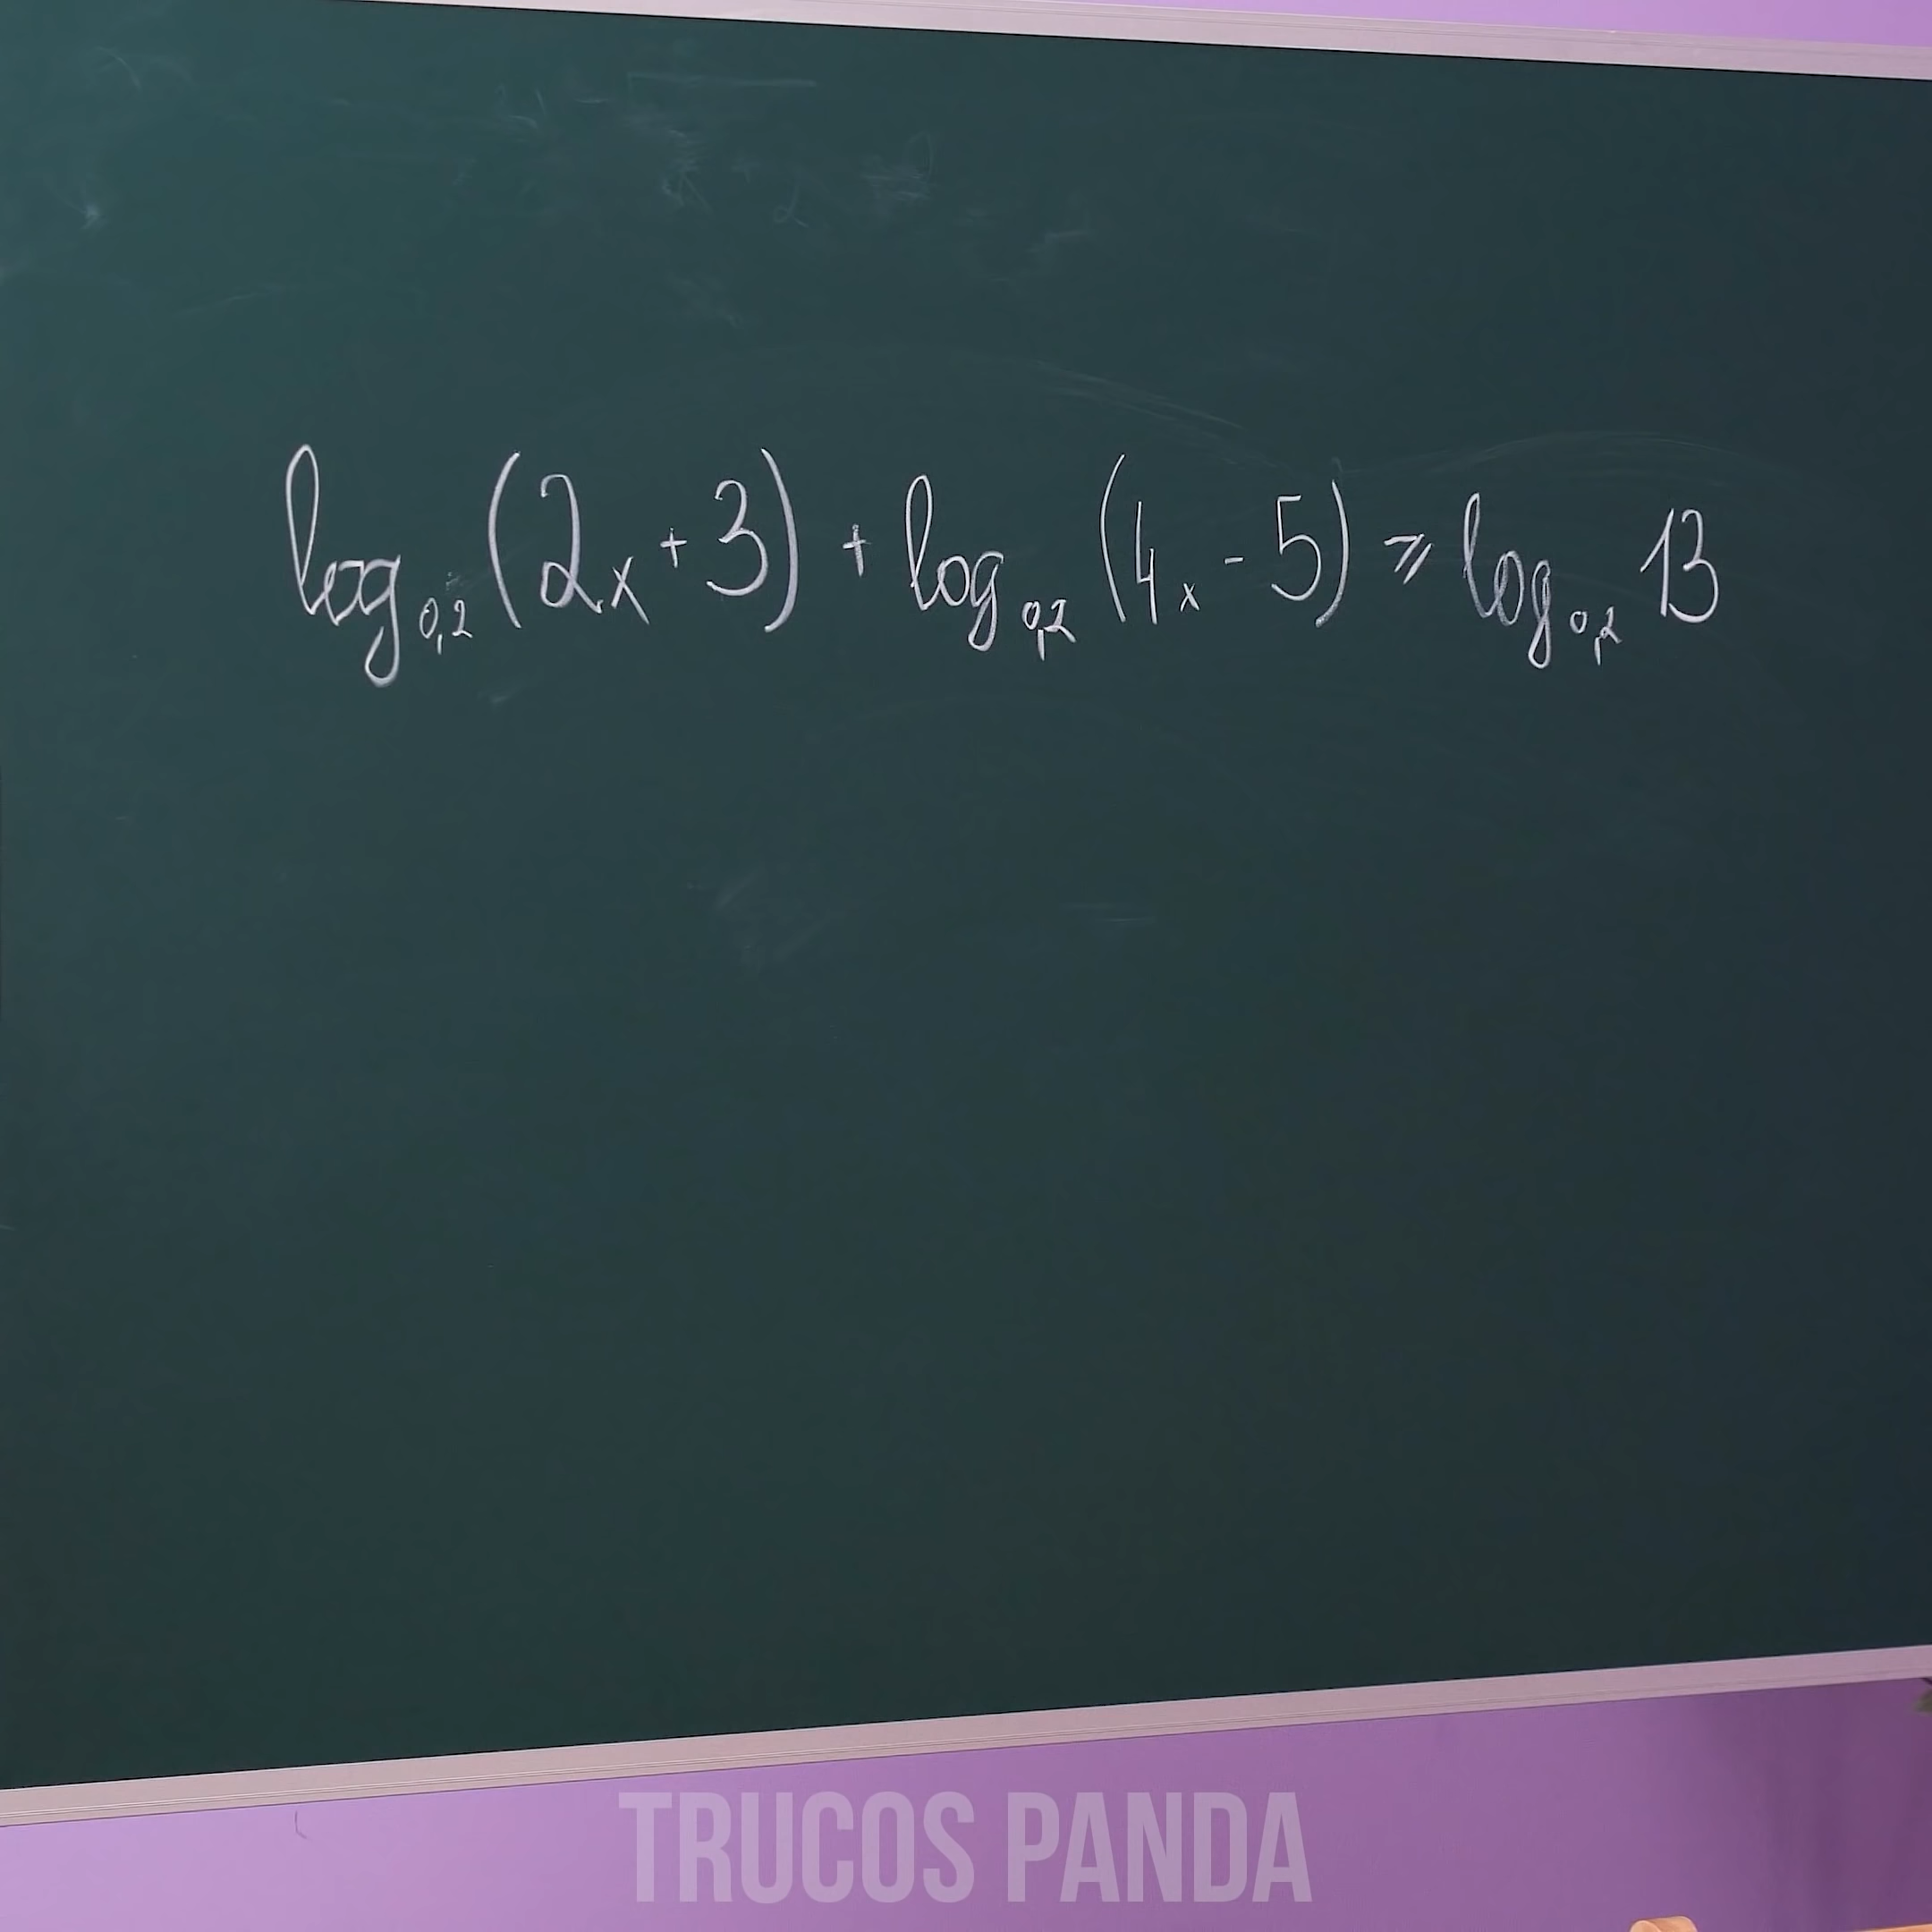 log₀,₂ (2x + 3) + log₀,₂ (4x - 5) ⩾ log₀,₂ 13
TRUCOS PANDA